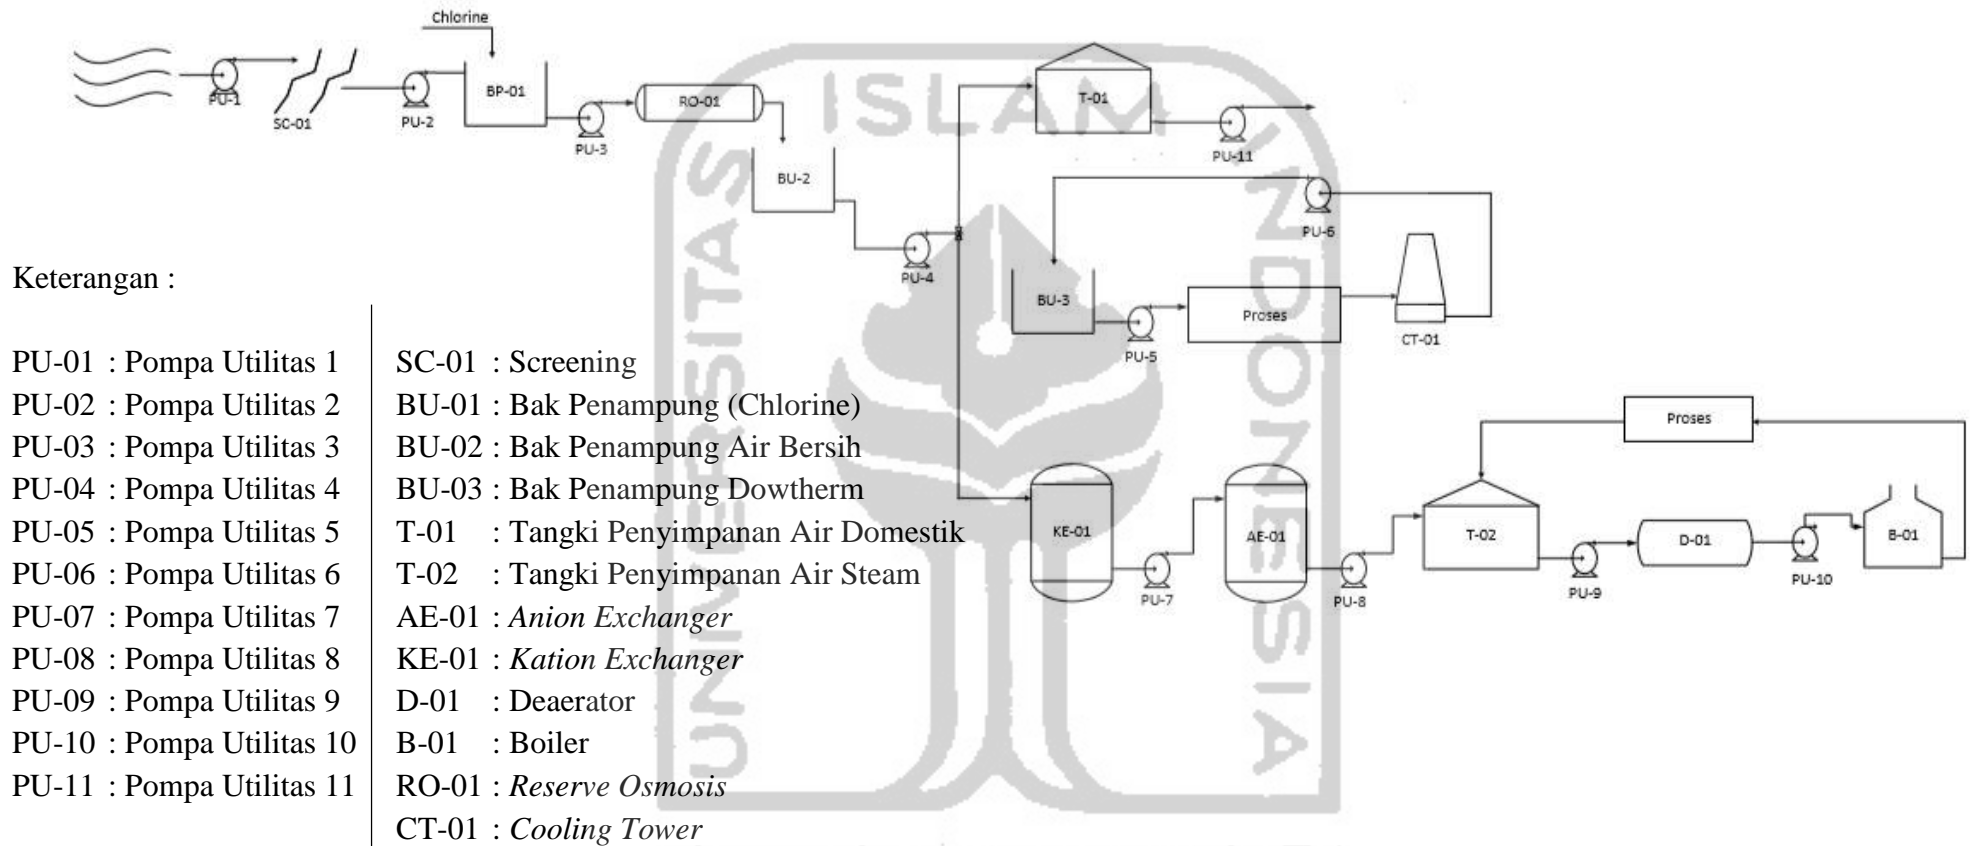 Chlorine
PU-1
SC-01
PU-2
BP-01
PU-3
RO-01
BU-2
PU-4
T-01
PU-11
PU-6
BU-3
PU-5
Proses
CT-01
KE-01
PU-7
AE-01
PU-8
T-02
PU-9
D-01
PU-10
B-01
Proses
Keterangan :
PU-01 : Pompa Utilitas 1
PU-02 : Pompa Utilitas 2
PU-03 : Pompa Utilitas 3
PU-04 : Pompa Utilitas 4
PU-05 : Pompa Utilitas 5
PU-06 : Pompa Utilitas 6
PU-07 : Pompa Utilitas 7
PU-08 : Pompa Utilitas 8
PU-09 : Pompa Utilitas 9
PU-10 : Pompa Utilitas 10
PU-11 : Pompa Utilitas 11
SC-01 : Screening
BU-01 : Bak Penampung (Chlorine)
BU-02 : Bak Penampung Air Bersih
BU-03 : Bak Penampung Dowtherm
T-01 : Tangki Penyimpanan Air Domestik
T-02 : Tangki Penyimpanan Air Steam
AE-01 : Anion Exchanger
KE-01 : Kation Exchanger
D-01 : Deaerator
B-01 : Boiler
RO-01 : Reserve Osmosis
CT-01 : Cooling Tower
UNIVERSITAS
ISLAM
INDONESIA